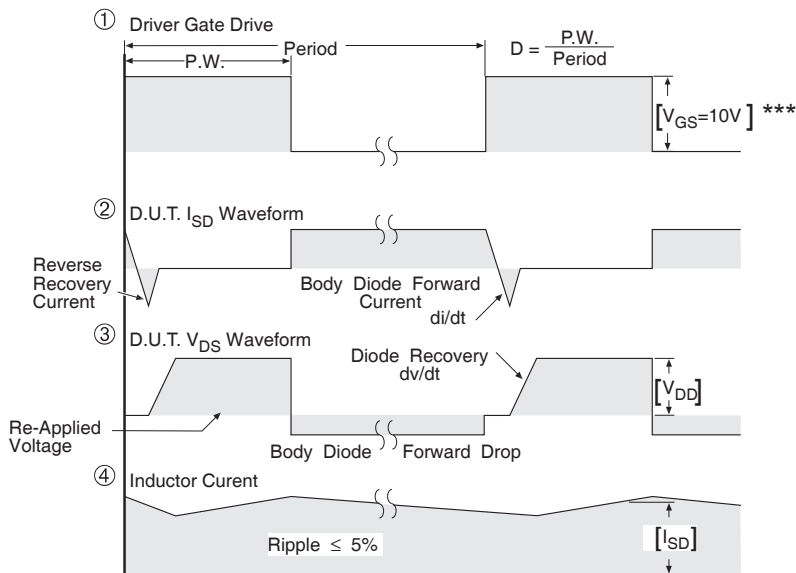 ① Driver Gate Drive
P.W.
Period
D = P.W.
Period
[VGS=10V] ***
② D.U.T. ISD Waveform
Reverse
Recovery
Current
Body Diode Forward
Current
di/dt
③ D.U.T. VDS Waveform
Diode Recovery
dv/dt
[VDD]
Re-Applied
Voltage
Body Diode Forward Drop
④ Inductor Curent
Ripple ≤ 5%
[ISD]